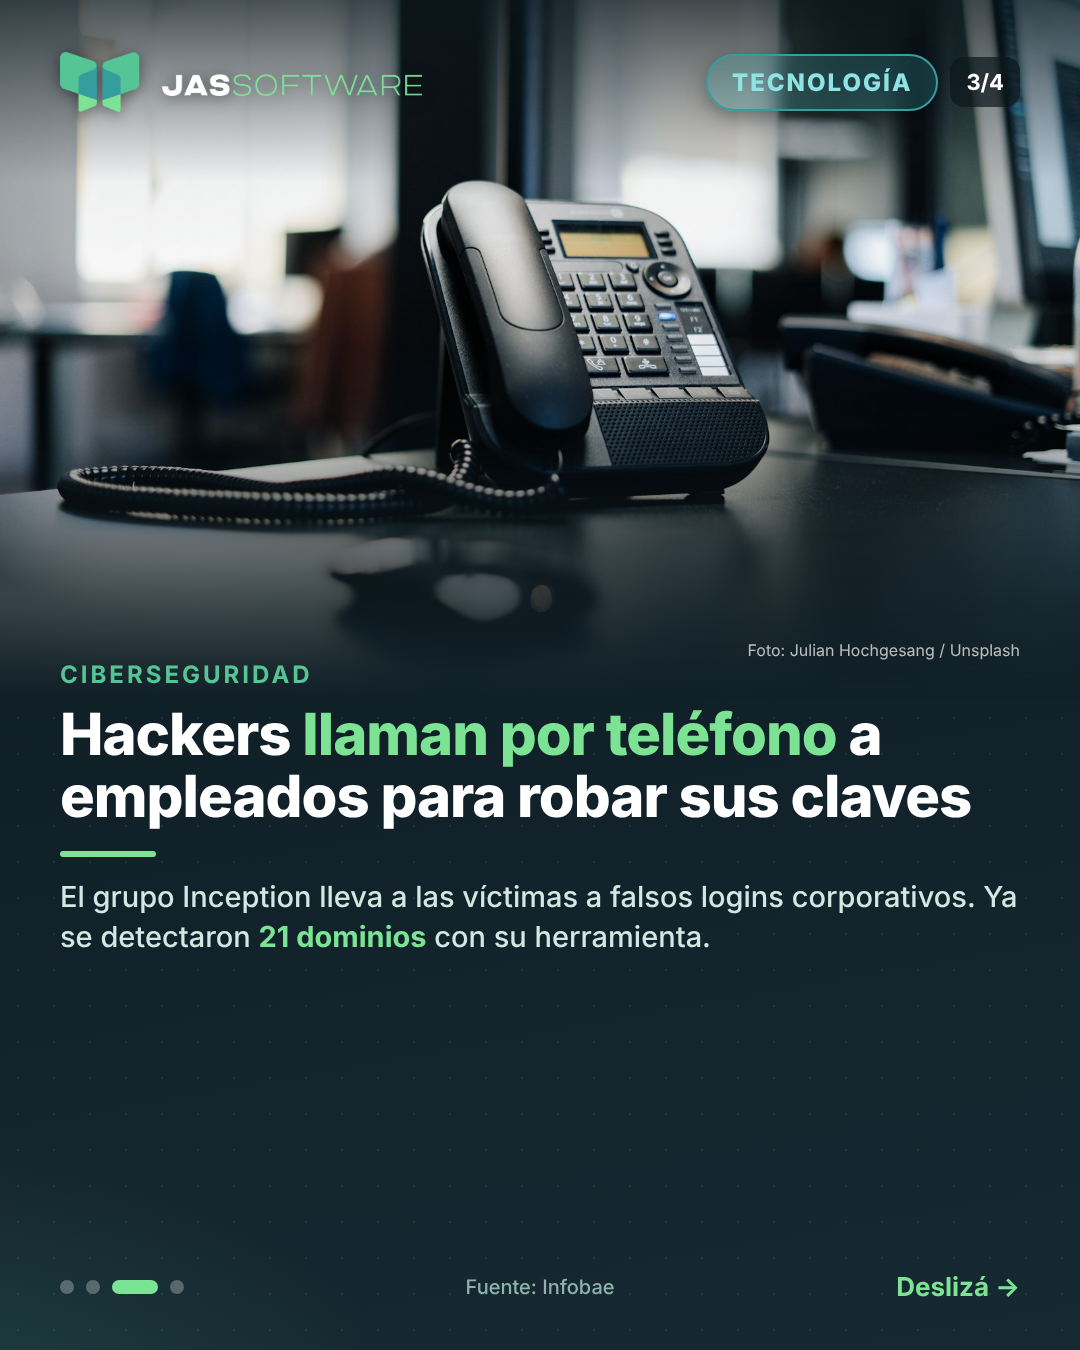 JASSOFTWARE
TECNOLOGÍA
3/4
Foto: Julian Hochgesang / Unsplash
CIBERSEGURIDAD
Hackers llaman por teléfono a
empleados para robar sus claves
El grupo Inception lleva a las víctimas a falsos logins corporativos. Ya
se detectaron 21 dominios con su herramienta.
Fuente: Infobae
Deslizá →